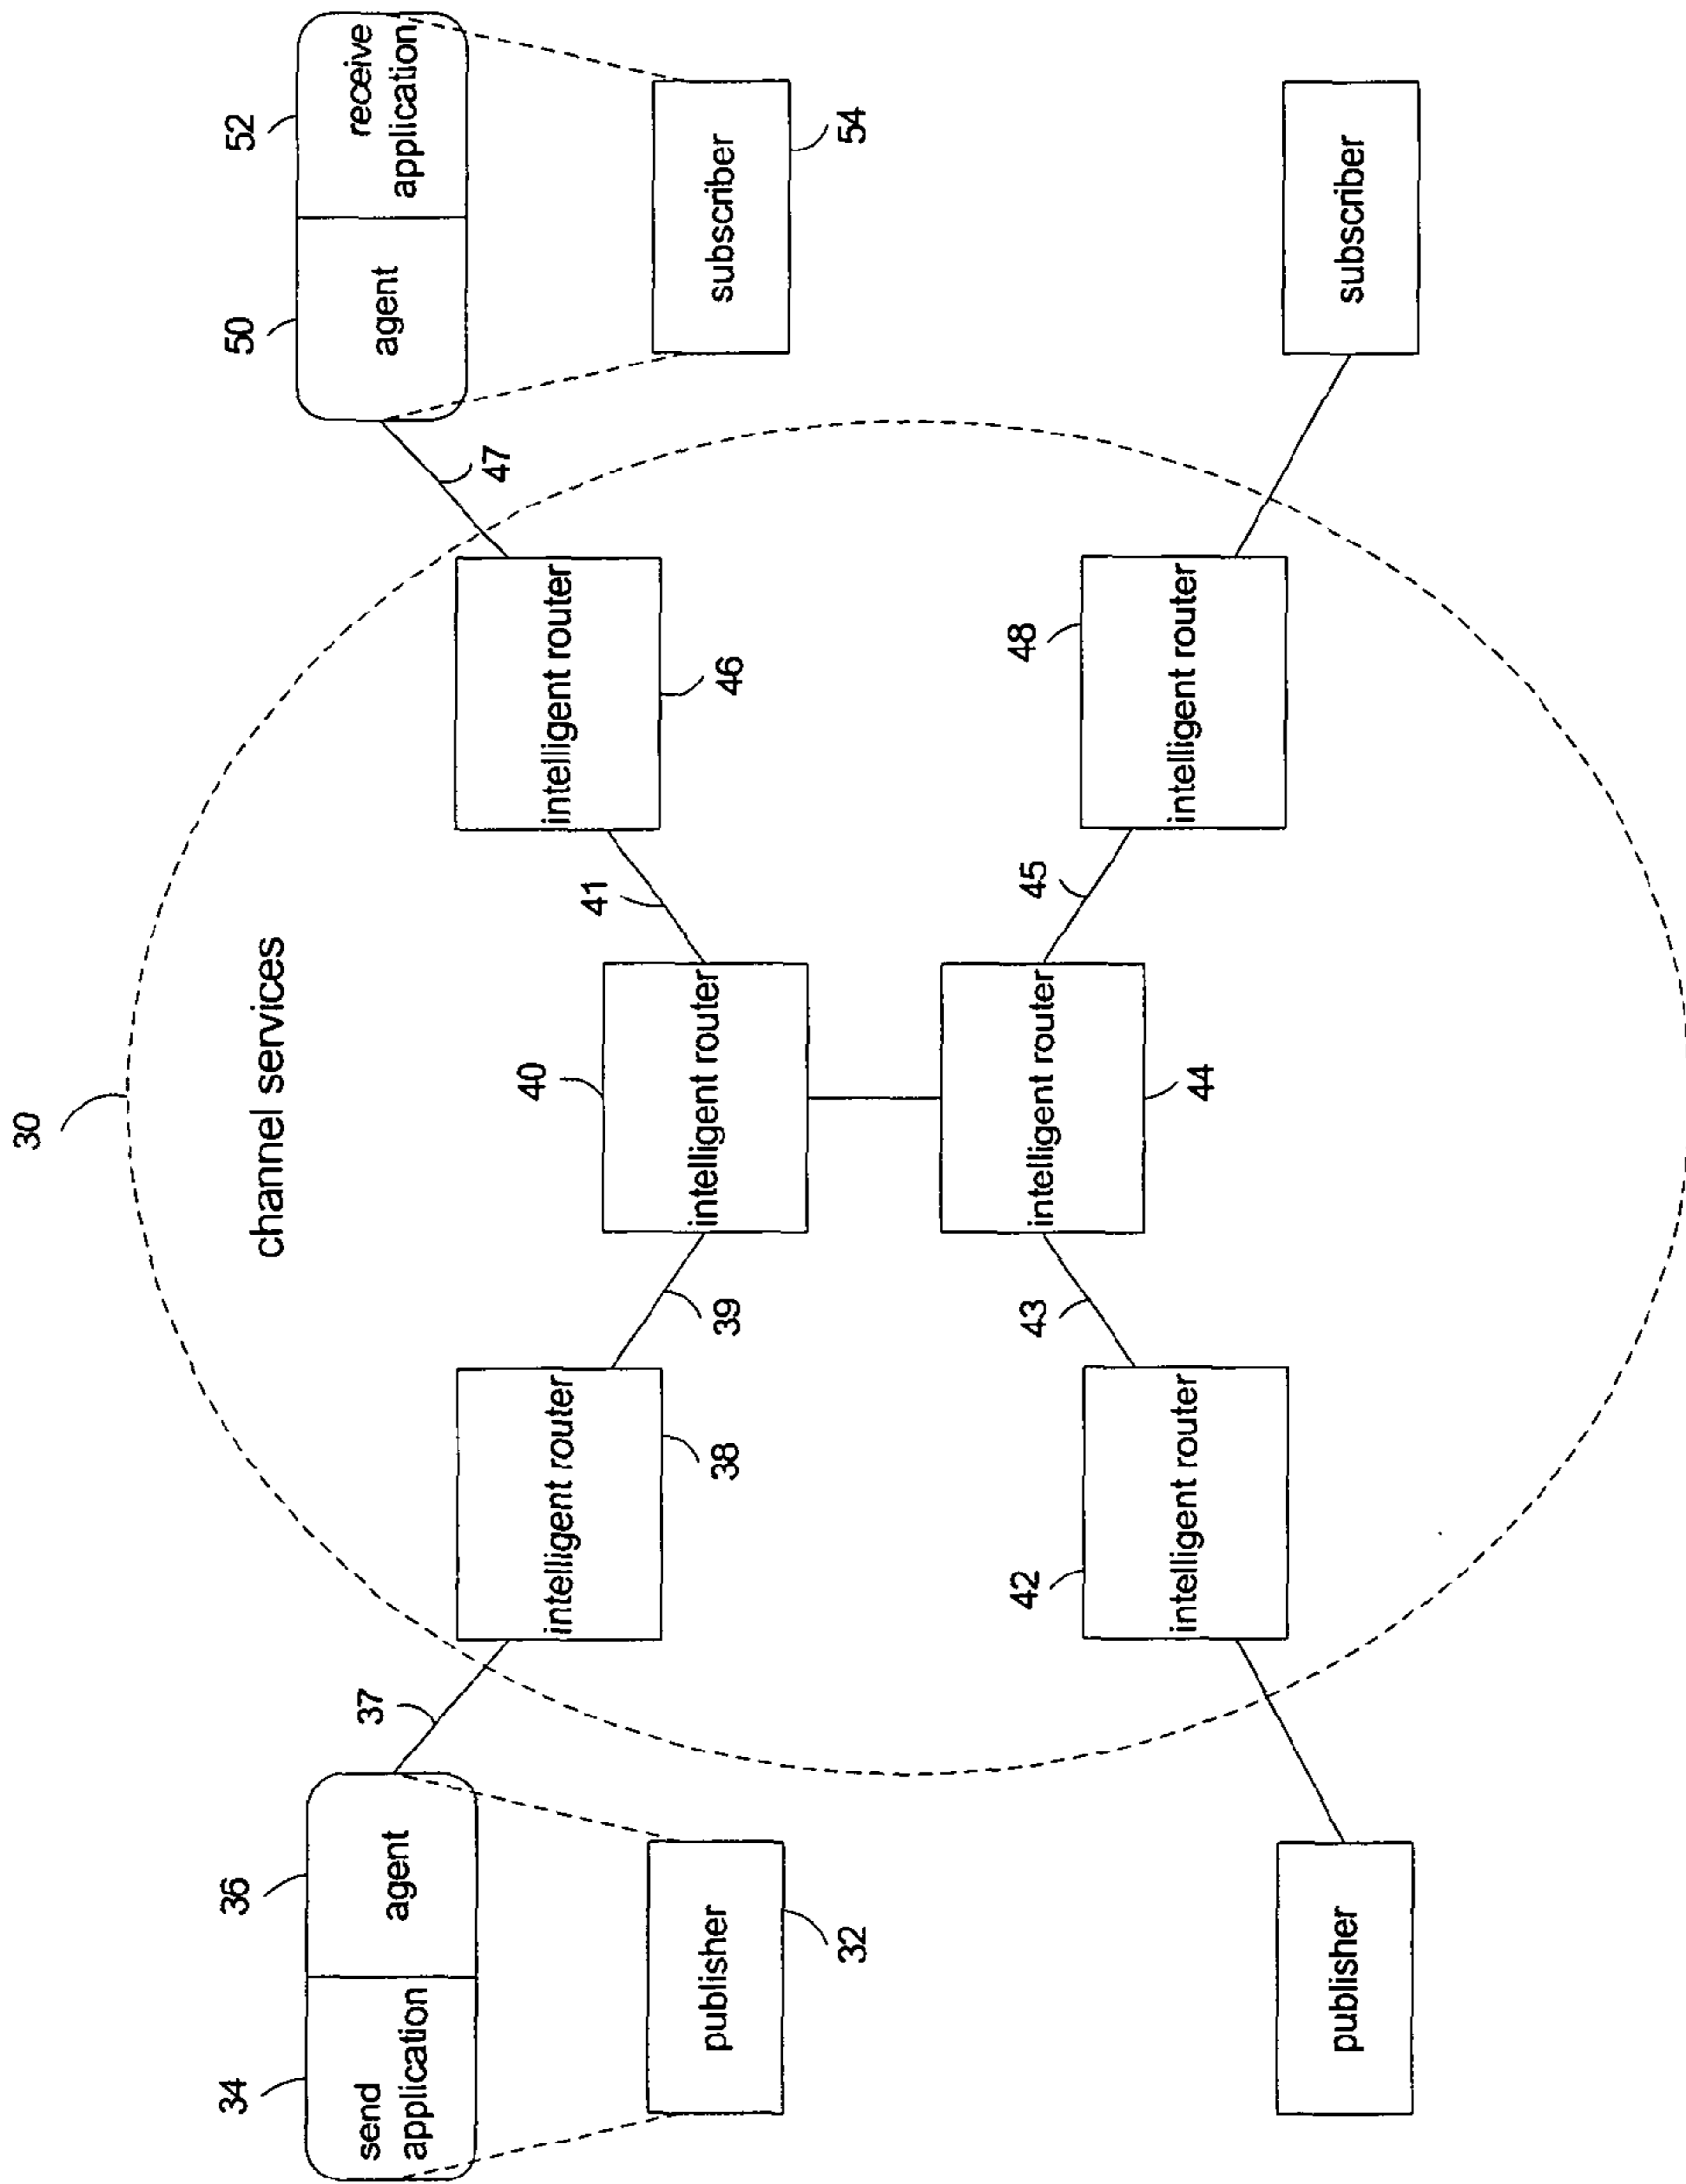 30
channel services
34
36
send
application
agent
37
publisher
32
intelligent router
38
39
40
intelligent router
41
intelligent router
46
47
50
52
agent
receive
application
subscriber
54
42
intelligent router
43
intelligent router
44
45
48
intelligent router
publisher
subscriber